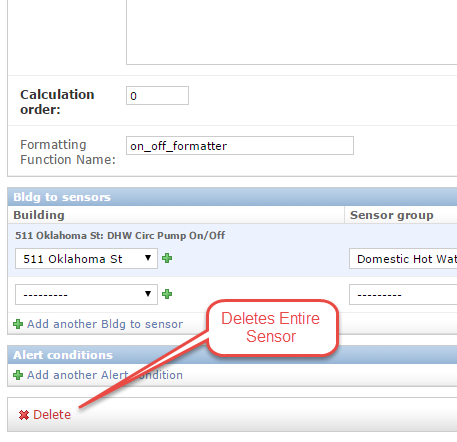 Calculation order:
0
Formatting Function Name:
on_off_formatter
Bldg to sensors
Building Sensor group
511 Oklahoma St: DHW Circ Pump On/Off
511 Oklahoma St Domestic Hot Wat
--------- ---------
Add another Bldg to sensor
Deletes Entire
Sensor
Alert conditions
Add another Alert condition
Delete